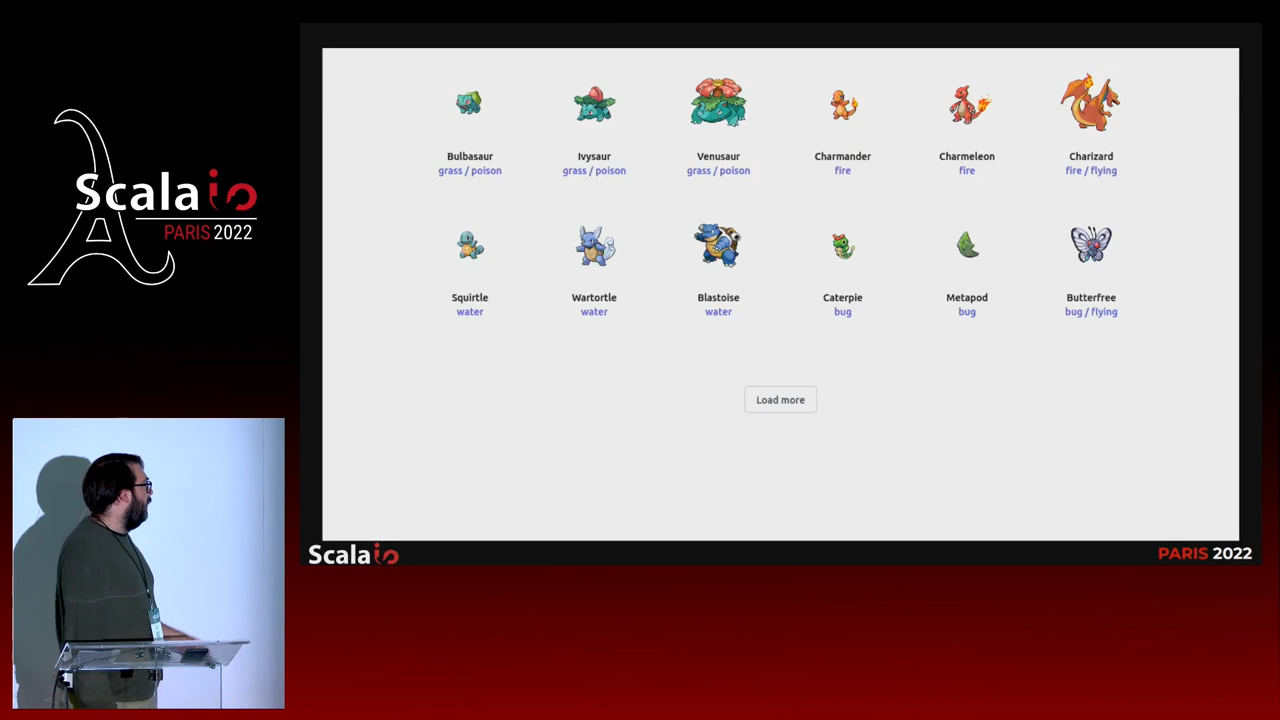 Scala io
PARIS 2022
Bulbasaur
grass / poison
Ivysaur
grass / poison
Venusaur
grass / poison
Charmander
fire
Charmeleon
fire
Charizard
fire / flying
Squirtle
water
Wartortle
water
Blastoise
water
Caterpie
bug
Metapod
bug
Butterfree
bug / flying
Load more
Scala io
PARIS 2022